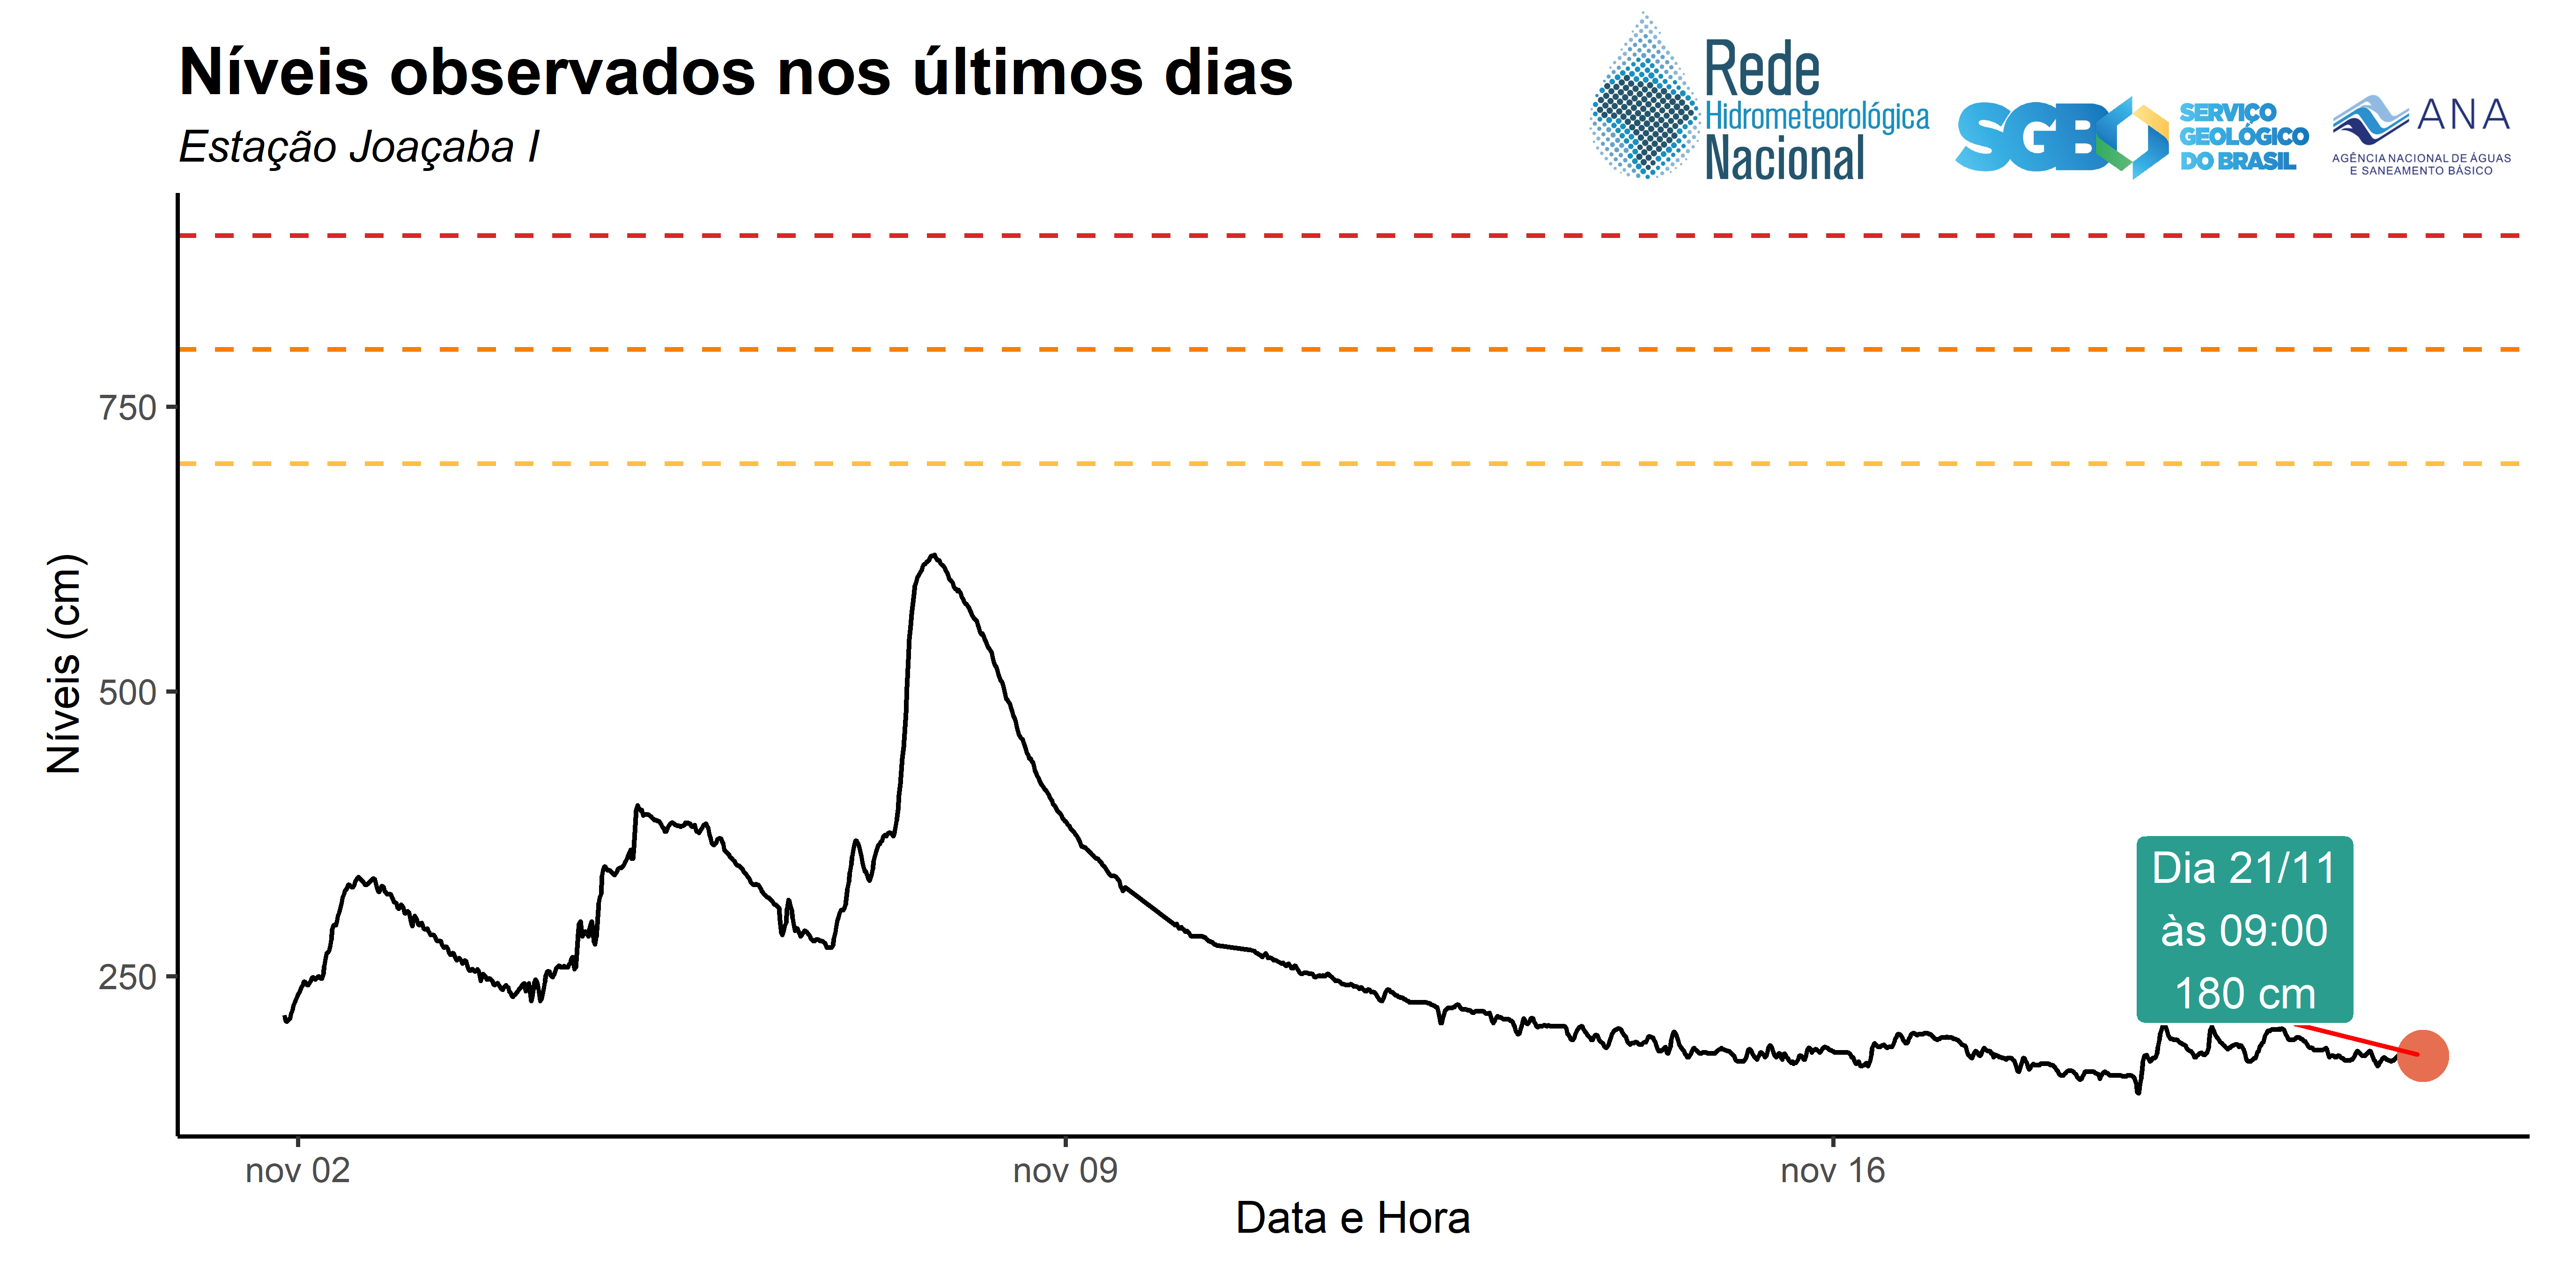 Níveis observados nos últimos dias
Estação Joaçaba I
Rede
Hidrometeorológica
Nacional
SGB
SERVIÇO
GEOLÓGICO
DO BRASIL
ANA
AGÊNCIA NACIONAL DE ÁGUAS
E SANEAMENTO BÁSICO
Níveis (cm)
750
500
250
Dia 21/11
às 09:00
180 cm
nov 02
nov 09
nov 16
Data e Hora